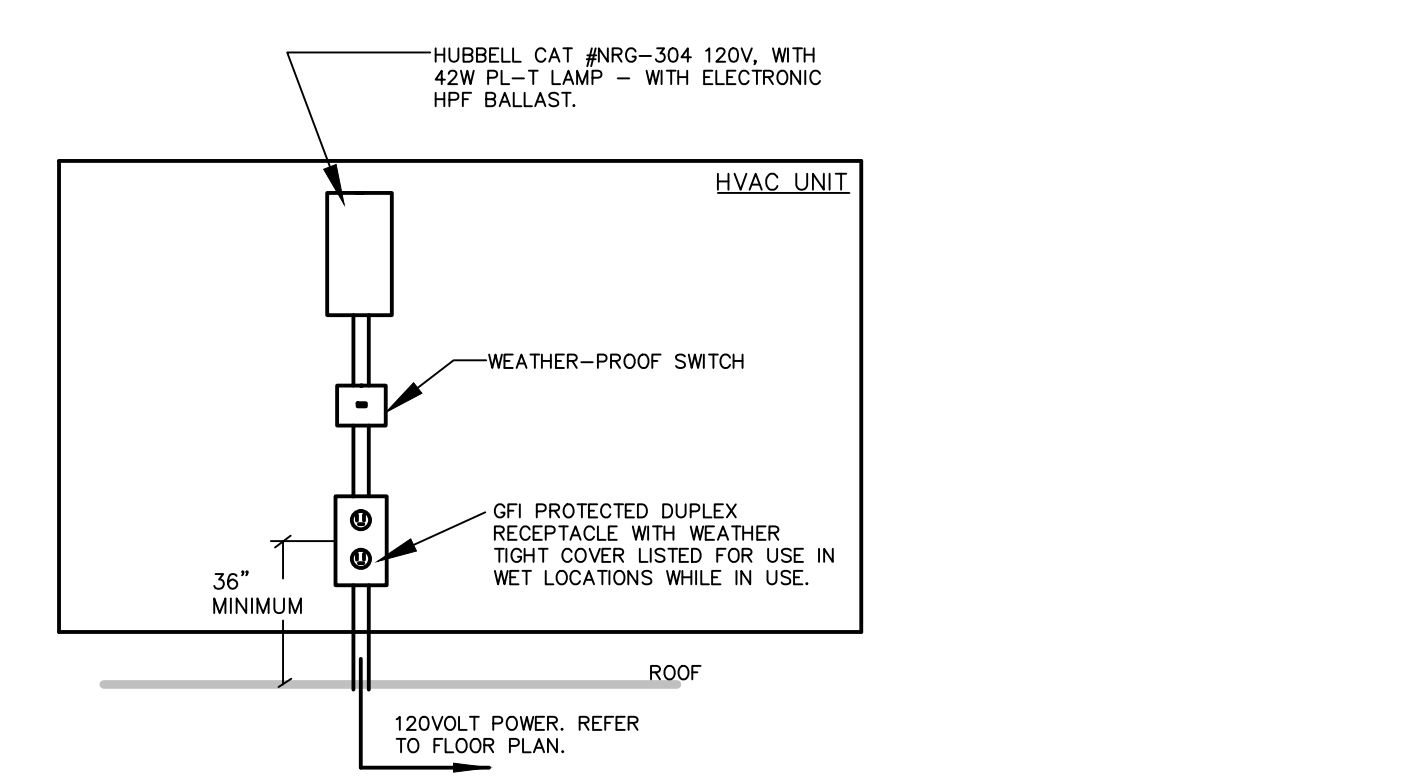 HUBBELL CAT #NRG-304 120V, WITH
42W PL-T LAMP - WITH ELECTRONIC
HPF BALLAST.
HVAC UNIT
WEATHER-PROOF SWITCH
GFI PROTECTED DUPLEX
RECEPTACLE WITH WEATHER
TIGHT COVER LISTED FOR USE IN
WET LOCATIONS WHILE IN USE.
36"
MINIMUM
ROOF
120VOLT POWER. REFER
TO FLOOR PLAN.